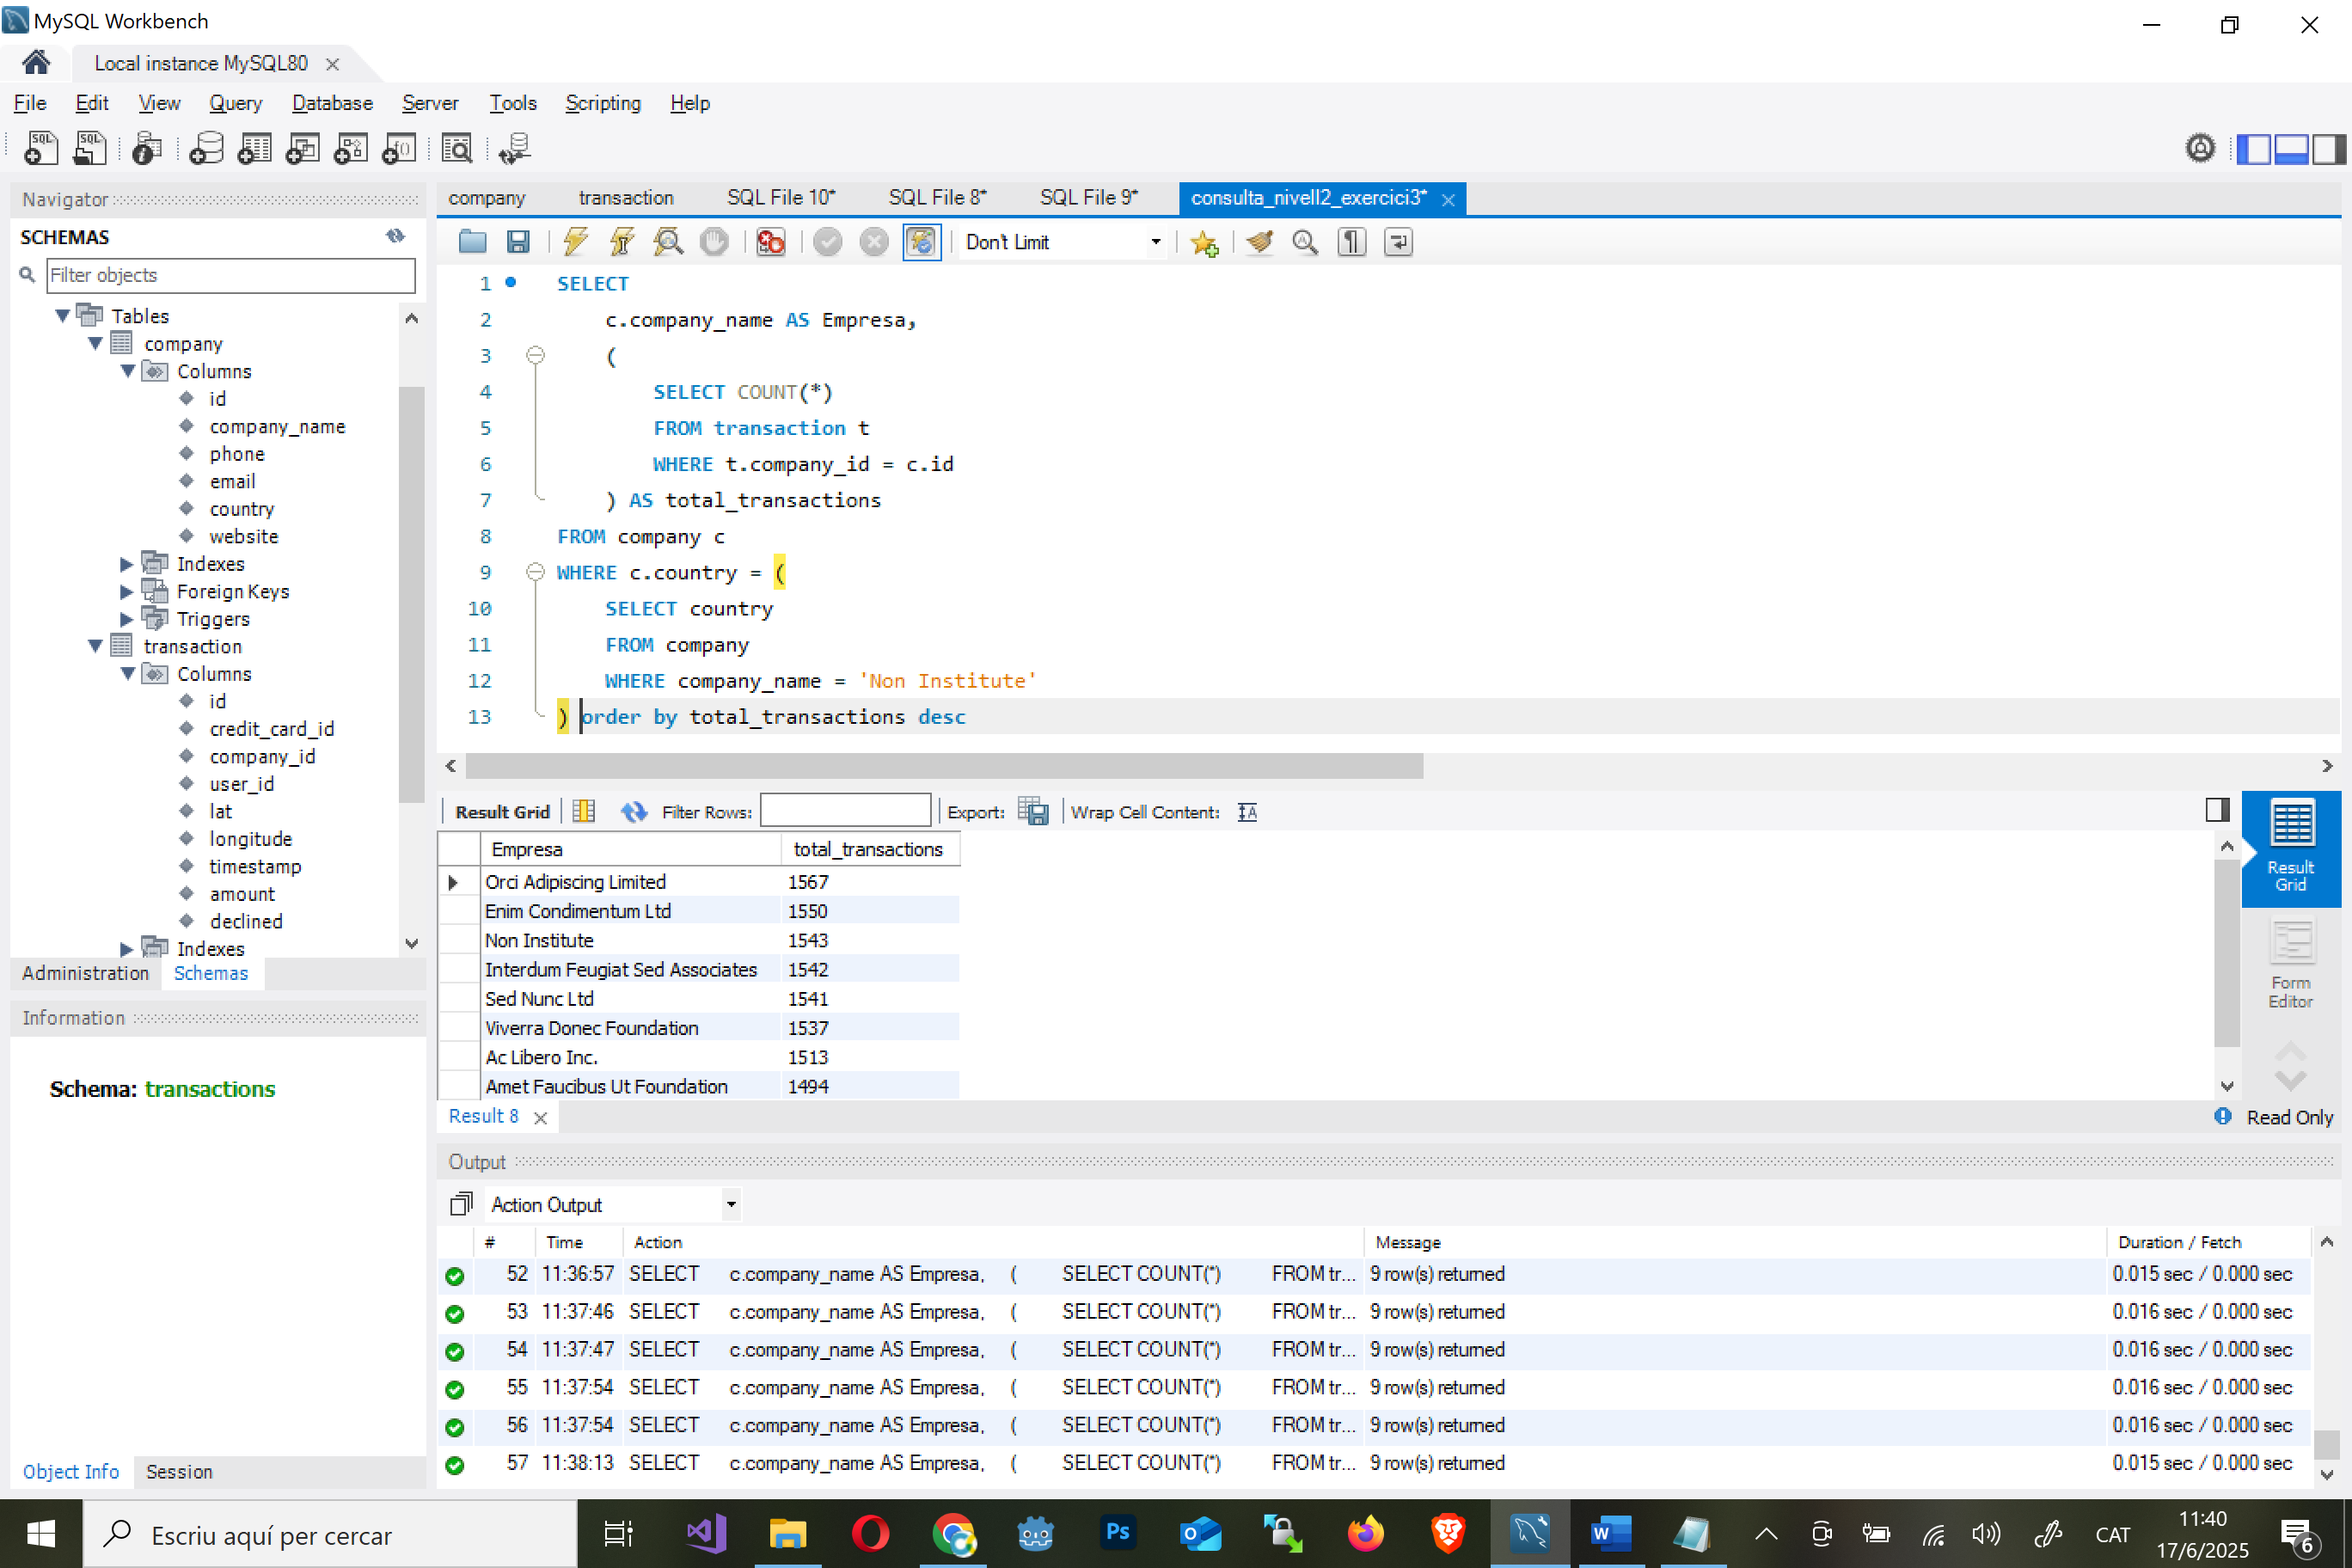 MySQL Workbench
Local instance MySQL80
File Edit View Query Database Server Tools Scripting Help
Navigator
SCHEMAS
Filter objects
Tables
company
Columns
id
company_name
phone
email
country
website
Indexes
Foreign Keys
Triggers
transaction
Columns
id
credit_card_id
company_id
user_id
lat
longitude
timestamp
amount
declined
Indexes
Administration Schemas
Information
Schema: transactions
Object Info Session
company transaction SQL File 10* SQL File 8* SQL File 9* consulta_nivell2_exercici3*
Don't Limit
1 SELECT
2 c.company_name AS Empresa,
3 (
4 SELECT COUNT(*)
5 FROM transaction t
6 WHERE t.company_id = c.id
7 ) AS total_transactions
8 FROM company c
9 WHERE c.country = (
10 SELECT country
11 FROM company
12 WHERE company_name = 'Non Institute'
13 ) order by total_transactions desc
Result Grid Filter Rows: Export: Wrap Cell Content:
Empresa total_transactions
Orci Adipiscing Limited 1567
Enim Condimentum Ltd 1550
Non Institute 1543
Interdum Feugiat Sed Associates 1542
Sed Nunc Ltd 1541
Viverra Donec Foundation 1537
Ac Libero Inc. 1513
Amet Faucibus Ut Foundation 1494
Result Grid
Form Editor
Result 8
Read Only
Output
Action Output
# Time Action Message Duration / Fetch
52 11:36:57 SELECT c.company_name AS Empresa, ( SELECT COUNT(*) FROM tr... 9 row(s) returned 0.015 sec / 0.000 sec
53 11:37:46 SELECT c.company_name AS Empresa, ( SELECT COUNT(*) FROM tr... 9 row(s) returned 0.016 sec / 0.000 sec
54 11:37:47 SELECT c.company_name AS Empresa, ( SELECT COUNT(*) FROM tr... 9 row(s) returned 0.016 sec / 0.000 sec
55 11:37:54 SELECT c.company_name AS Empresa, ( SELECT COUNT(*) FROM tr... 9 row(s) returned 0.016 sec / 0.000 sec
56 11:37:54 SELECT c.company_name AS Empresa, ( SELECT COUNT(*) FROM tr... 9 row(s) returned 0.016 sec / 0.000 sec
57 11:38:13 SELECT c.company_name AS Empresa, ( SELECT COUNT(*) FROM tr... 9 row(s) returned 0.015 sec / 0.000 sec
Escriu aquí per cercar
CAT
11:40
17/6/2025
6